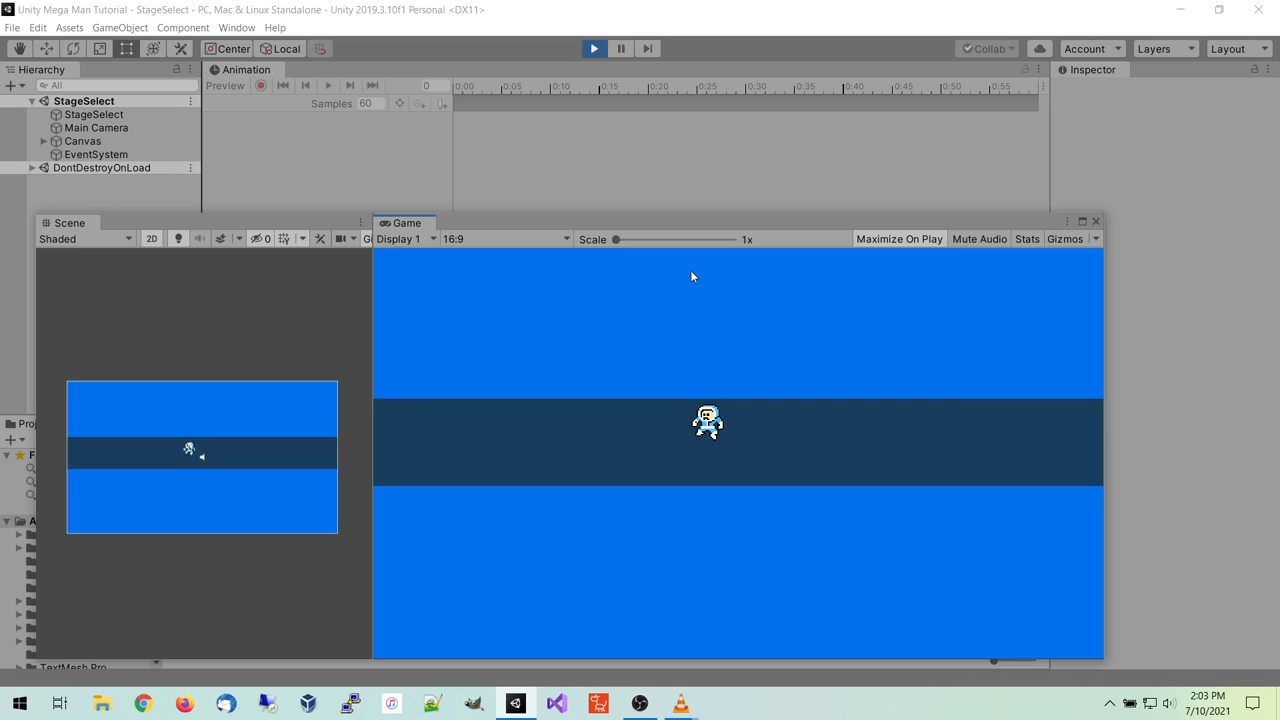 Unity Mega Man Tutorial - StageSelect - PC, Mac & Linux Standalone - Unity 2019.3.10f1 Personal <DX11>
File Edit Assets GameObject Component Window Help
Center Local Collab Account Layers Layout
Hierarchy Animation Inspector
All Preview 0 0:00 0:05 0:10 0:15 0:20 0:25 0:30 0:35 0:40 0:45 0:50 0:55
StageSelect Samples 60
StageSelect
Main Camera
Canvas
EventSystem
DontDestroyOnLoad
Scene Game
Shaded 2D 0 Gi Display 1 16:9 Scale 1x Maximize On Play Mute Audio Stats Gizmos
Proj
F
A
TextMesh Pro
2:03 PM
7/10/2021